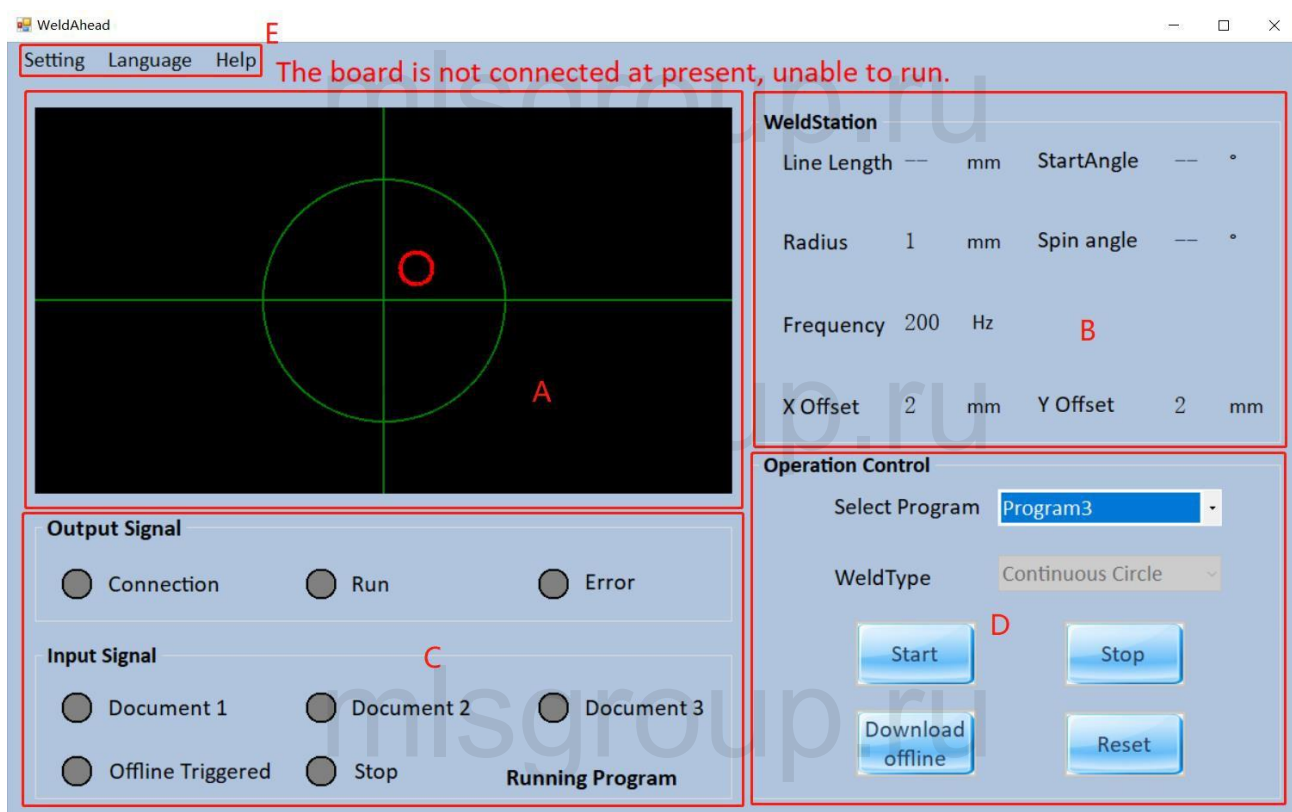 WeldAhead
E
Setting Language Help
The board is not connected at present, unable to run.
mlsgroup.ru
A
WeldStation
Line Length -- mm StartAngle -- °
Radius 1 mm Spin angle -- °
Frequency 200 Hz
B
mlsgroup.ru
X Offset 2 mm Y Offset 2 mm
Output Signal
Connection Run Error
Input Signal
C
Document 1 Document 2 Document 3
Offline Triggered Stop Running Program
Operation Control
Select Program Program3
WeldType Continuous Circle
D
Start Stop
Download
offline
Reset
mlsgroup.ru